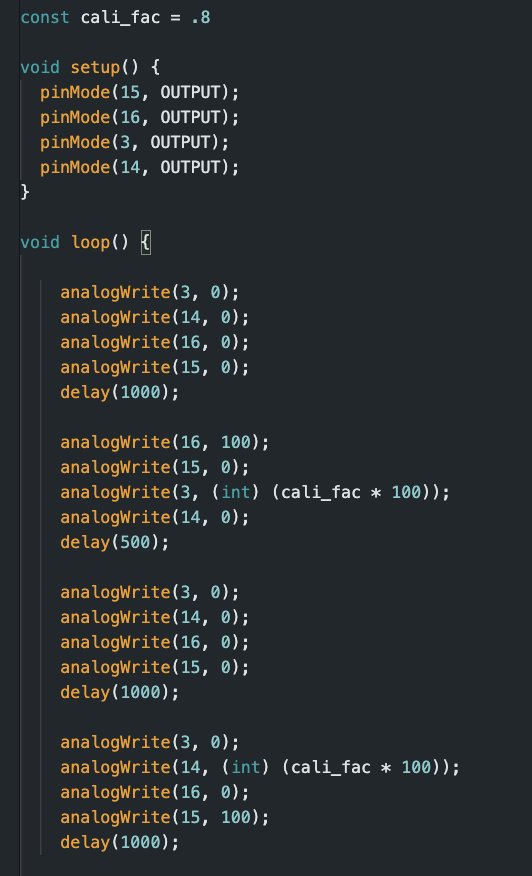 const cali_fac = .8
void setup() {
pinMode(15, OUTPUT);
pinMode(16, OUTPUT);
pinMode(3, OUTPUT);
pinMode(14, OUTPUT);
}
void loop() {
analogWrite(3, 0);
analogWrite(14, 0);
analogWrite(16, 0);
analogWrite(15, 0);
delay(1000);
analogWrite(16, 100);
analogWrite(15, 0);
analogWrite(3, (int) (cali_fac * 100));
analogWrite(14, 0);
delay(500);
analogWrite(3, 0);
analogWrite(14, 0);
analogWrite(16, 0);
analogWrite(15, 0);
delay(1000);
analogWrite(3, 0);
analogWrite(14, (int) (cali_fac * 100));
analogWrite(16, 0);
analogWrite(15, 100);
delay(1000);